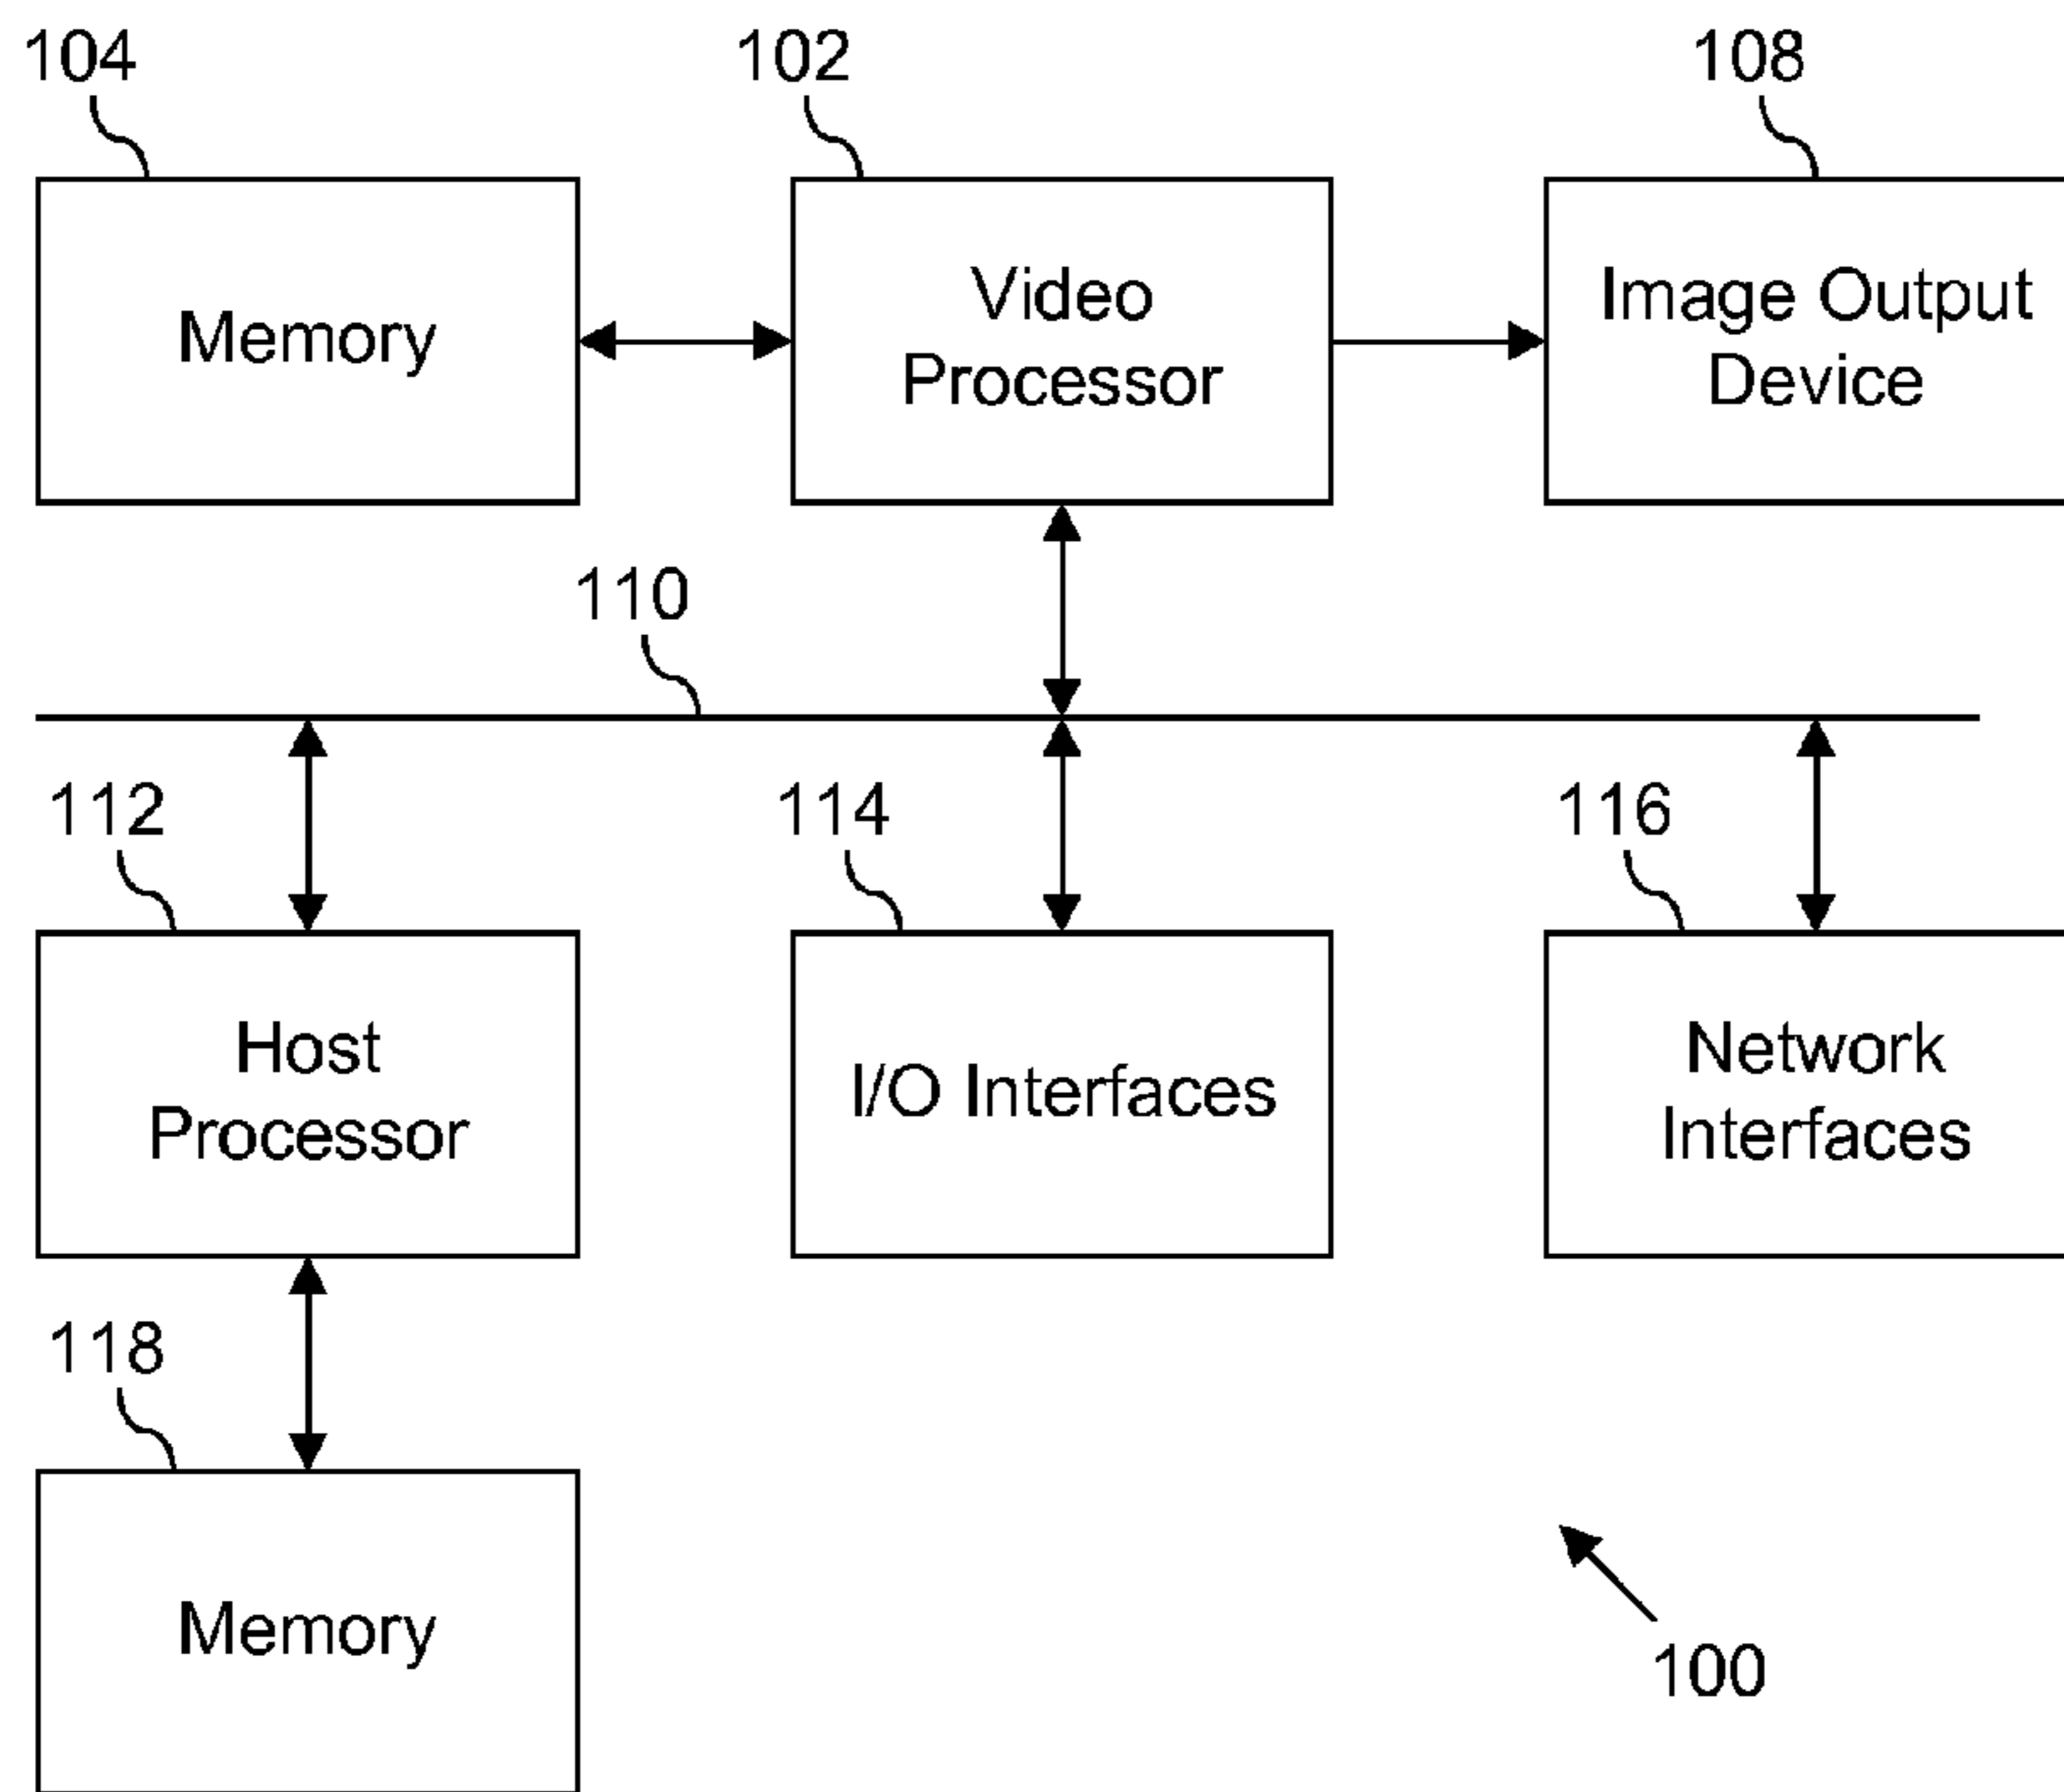 104
102
108
Memory
Video
Processor
Image Output
Device
110
112
114
116
Host
Processor
I/O Interfaces
Network
Interfaces
118
Memory
100